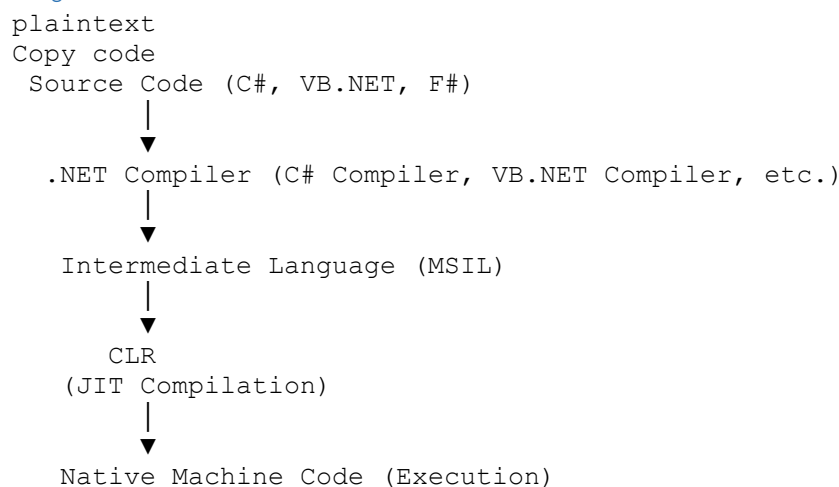 plaintext
Copy code
Source Code (C#, VB.NET, F#)
.NET Compiler (C# Compiler, VB.NET Compiler, etc.)
Intermediate Language (MSIL)
CLR
(JIT Compilation)
Native Machine Code (Execution)